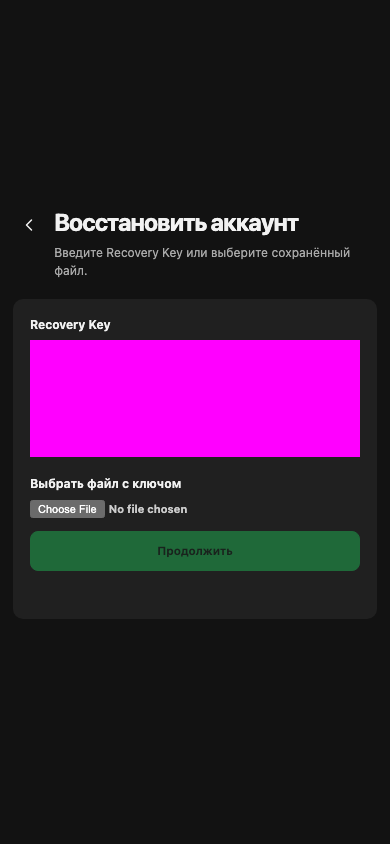 Восстановить аккаунт
Введите Recovery Key или выберите сохранённый
файл.
Recovery Key
Выбрать файл с ключом
Choose File No file chosen
Продолжить